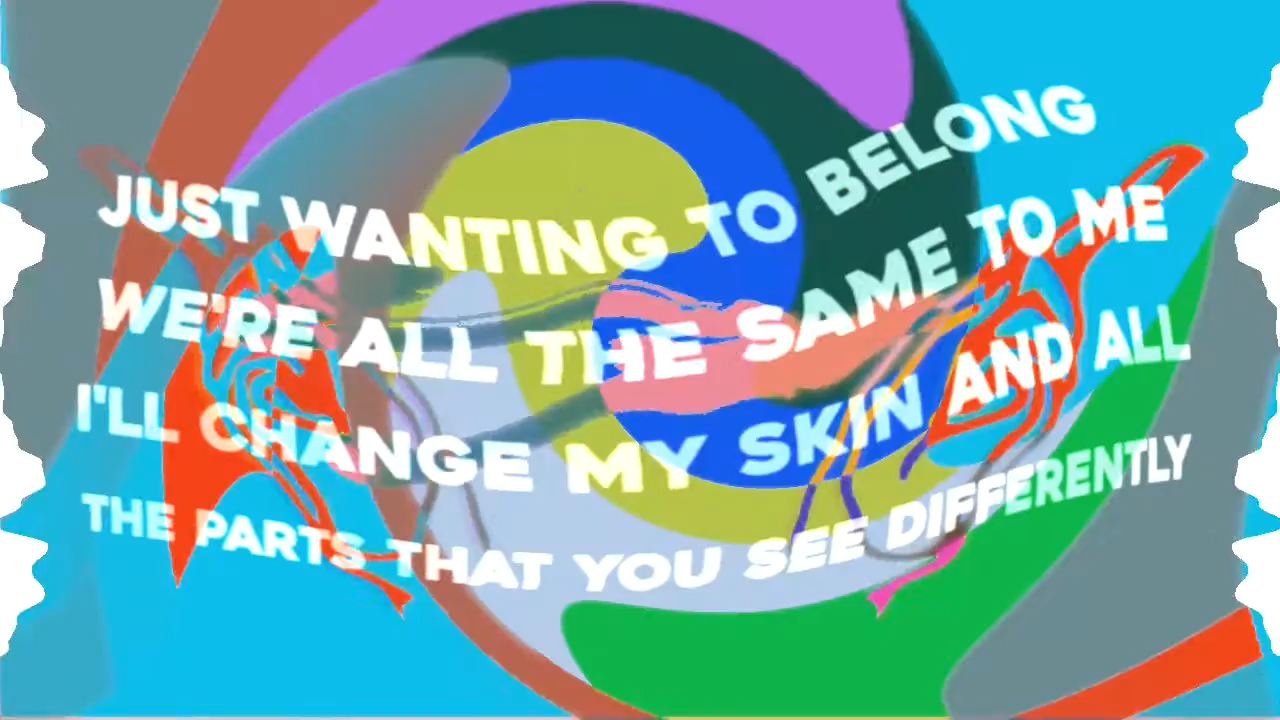 JUST WANTING TO BELONG
WE'RE ALL THE SAME TO ME
I'LL CHANGE MY SKIN AND ALL
THE PARTS THAT YOU SEE DIFFERENTLY